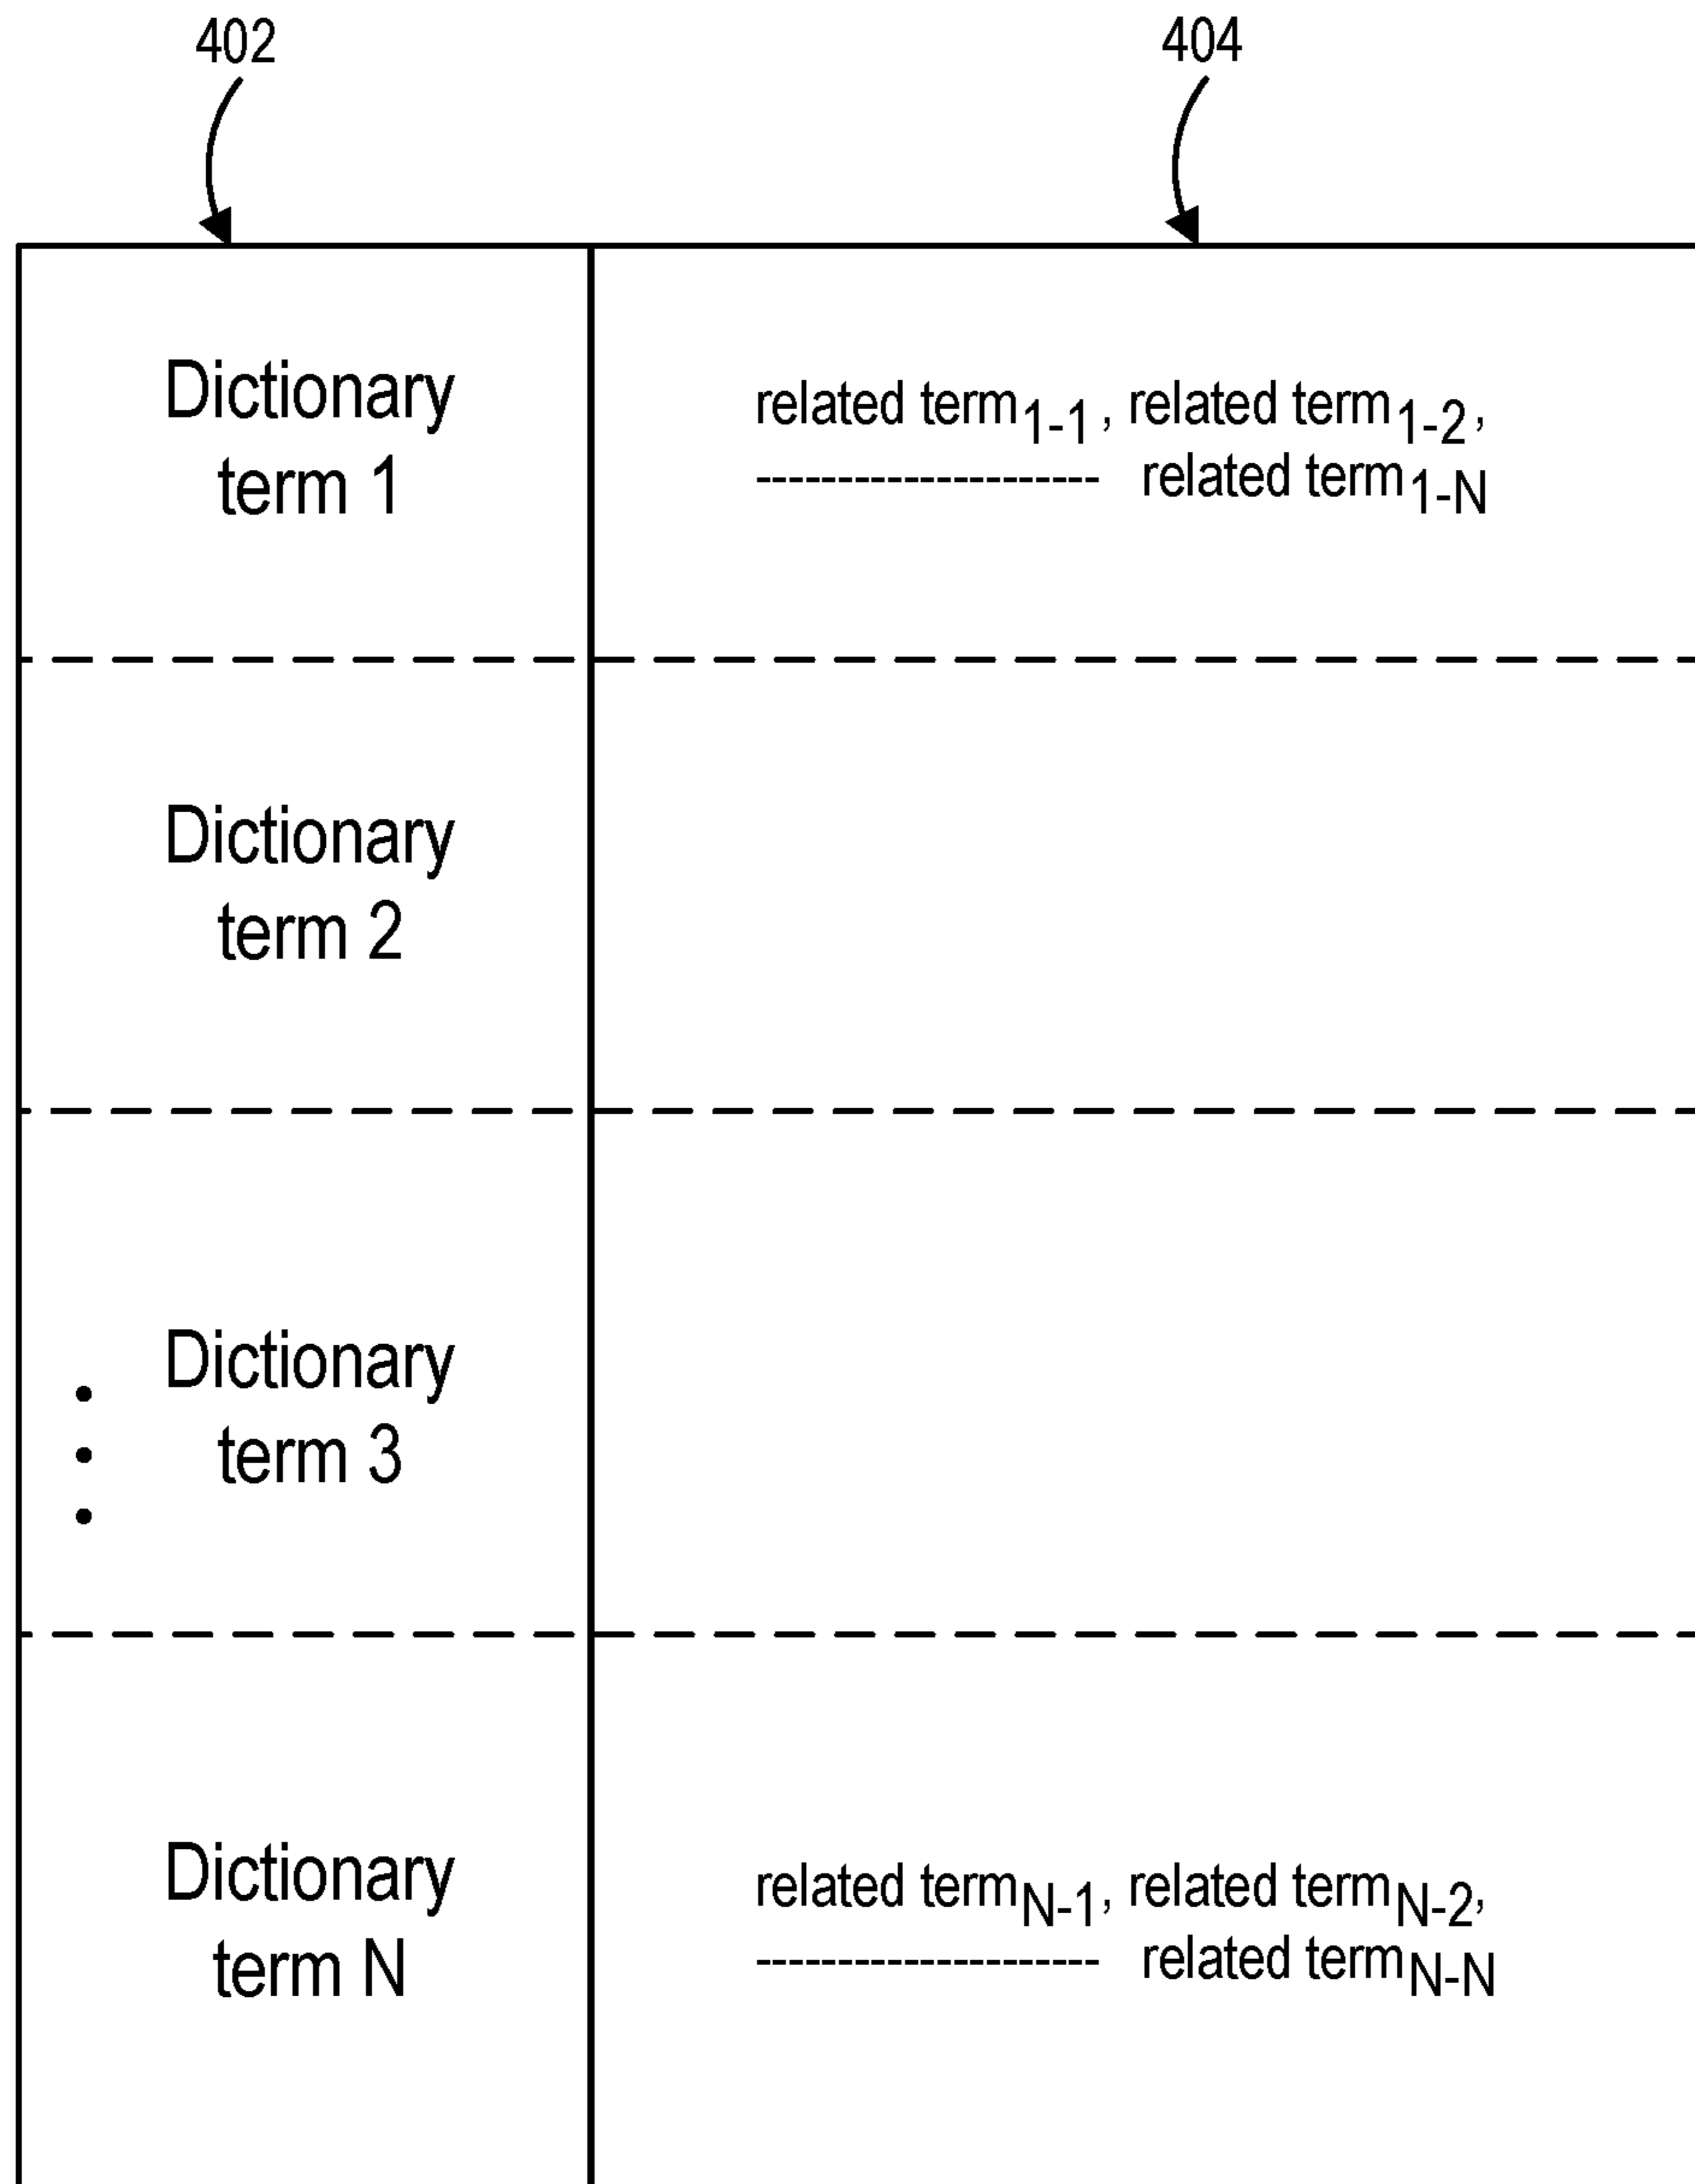 402
404
Dictionary
term 1
related term1-1, related term1-2,
--------------------- related term1-N
Dictionary
term 2
Dictionary
term 3
Dictionary
term N
related termN-1, related termN-2,
--------------------- related termN-N